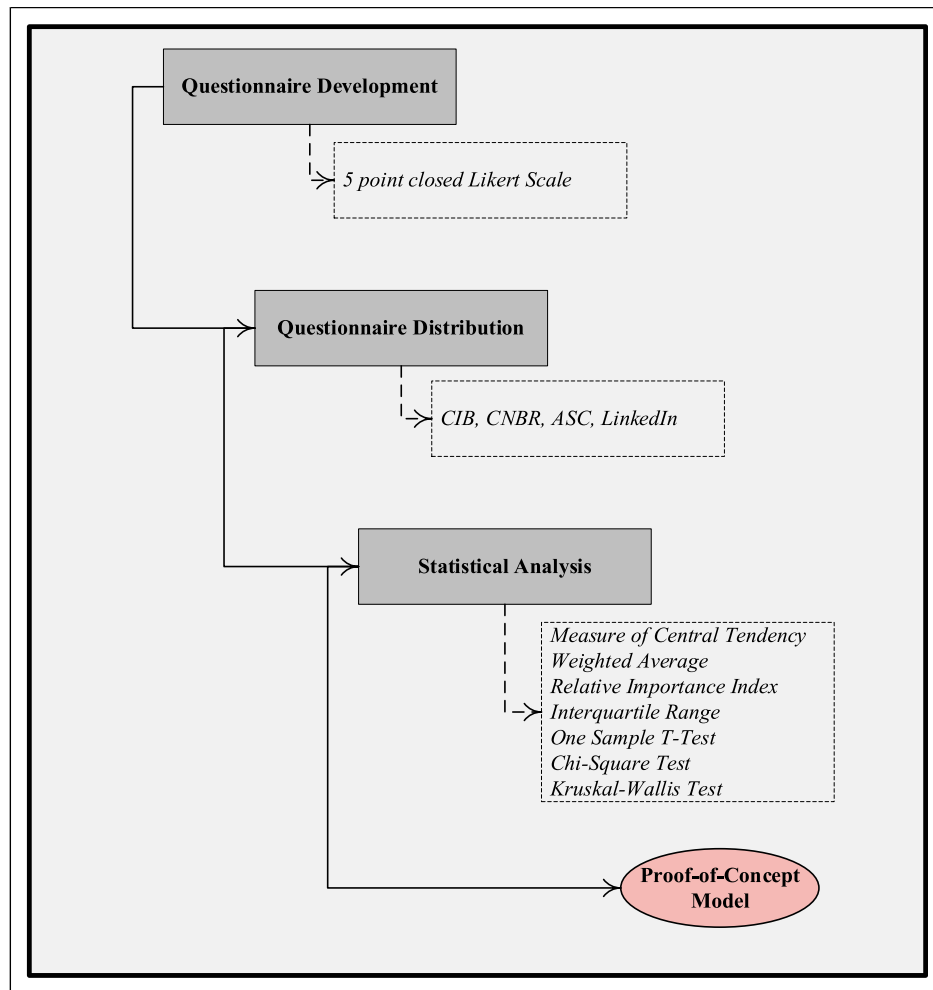 Questionnaire Development
5 point closed Likert Scale
Questionnaire Distribution
CIB, CNBR, ASC, LinkedIn
Statistical Analysis
Measure of Central Tendency
Weighted Average
Relative Importance Index
Interquartile Range
One Sample T-Test
Chi-Square Test
Kruskal-Wallis Test
Proof-of-Concept
Model